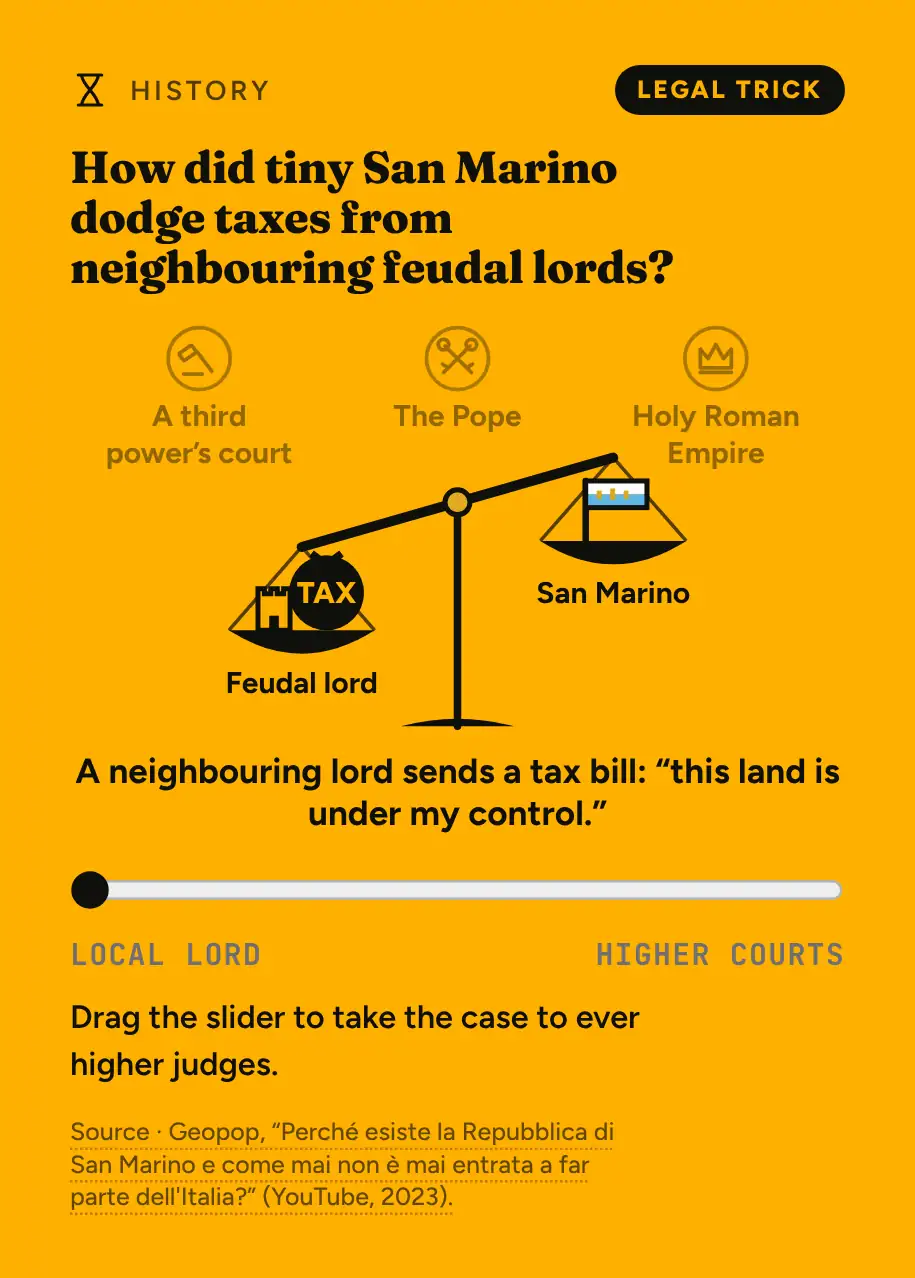 HISTORY
LEGAL TRICK
How did tiny San Marino
dodge taxes from
neighbouring feudal lords?
A third
power’s court
The Pope
Holy Roman
Empire
TAX
San Marino
Feudal lord
A neighbouring lord sends a tax bill: “this land is
under my control.”
LOCAL LORD
HIGHER COURTS
Drag the slider to take the case to ever
higher judges.
Source · Geopop, “Perché esiste la Repubblica di
San Marino e come mai non è mai entrata a far
parte dell'Italia?” (YouTube, 2023).